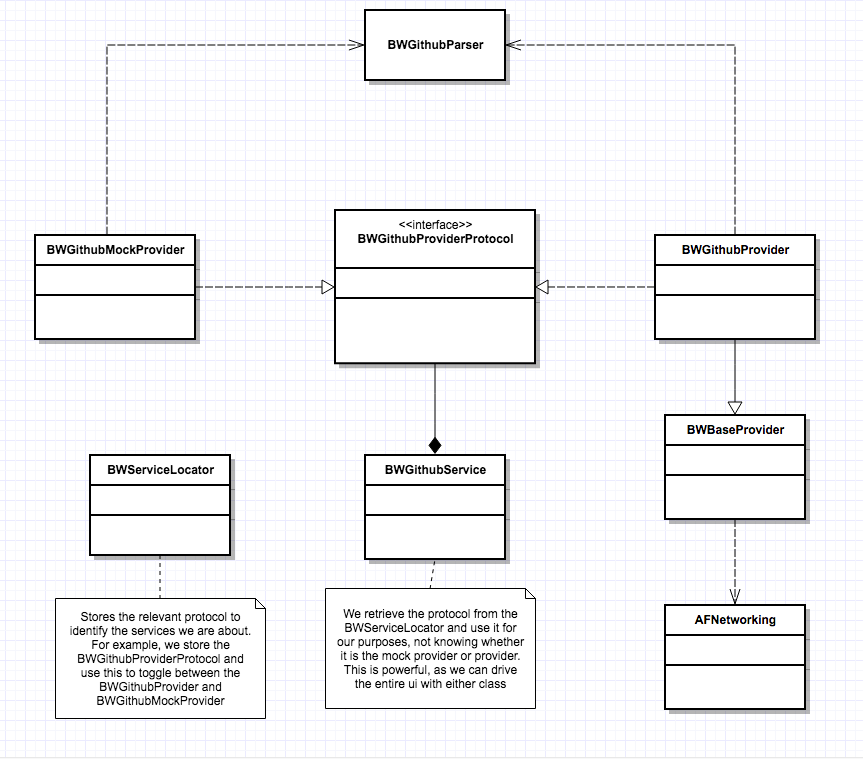 BWGithubParser
<<interface>>
BWGithubProviderProtocol
BWGithubMockProvider
BWGithubProvider
BWBaseProvider
BWServiceLocator
BWGithubService
AFNetworking
Stores the relevant protocol to
identify the services we are about.
For example, we store the
BWGithubProviderProtocol and
use this to toggle between the
BWGithubProvider and
BWGithubMockProvider
We retrieve the protocol from the
BWServiceLocator and use it for
our purposes, not knowing whether
it is the mock provider or provider.
This is powerful, as we can drive
the entire ui with either class